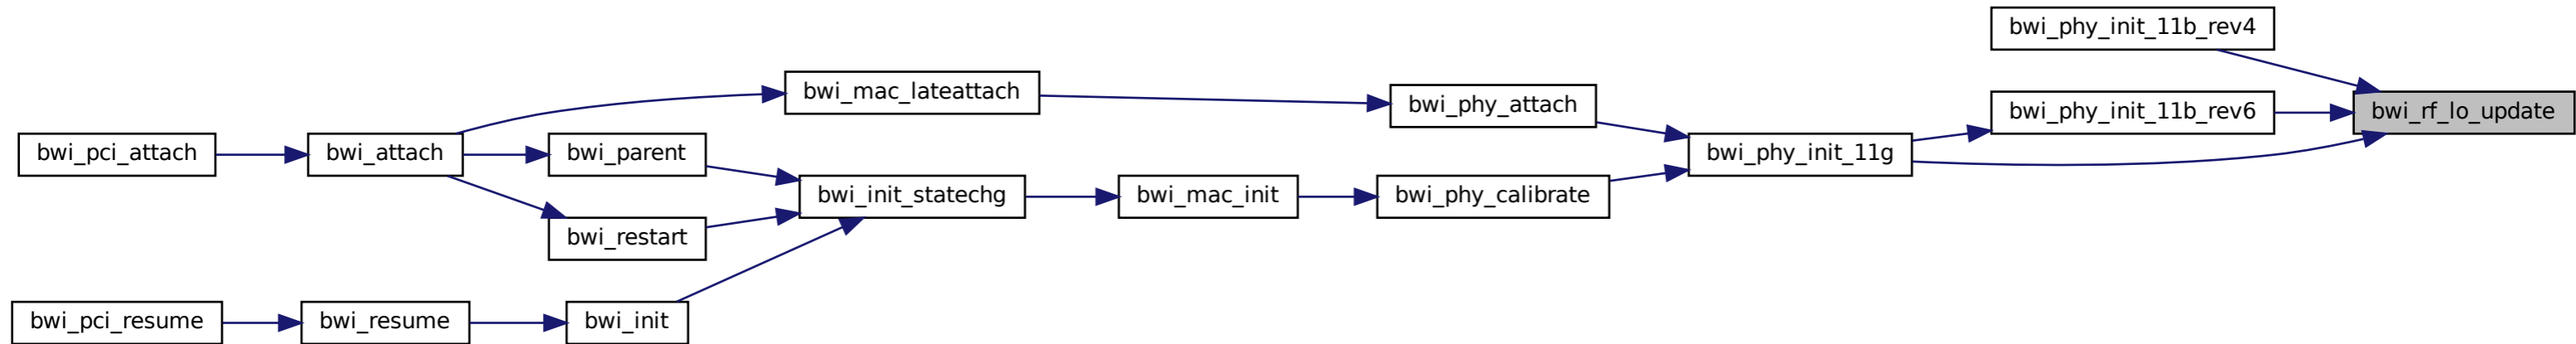 bwi_phy_init_11b_rev4
bwi_mac_lateattach
bwi_phy_attach
bwi_phy_init_11b_rev6
bwi_rf_lo_update
bwi_pci_attach
bwi_attach
bwi_parent
bwi_phy_init_11g
bwi_init_statechg
bwi_mac_init
bwi_phy_calibrate
bwi_restart
bwi_pci_resume
bwi_resume
bwi_init